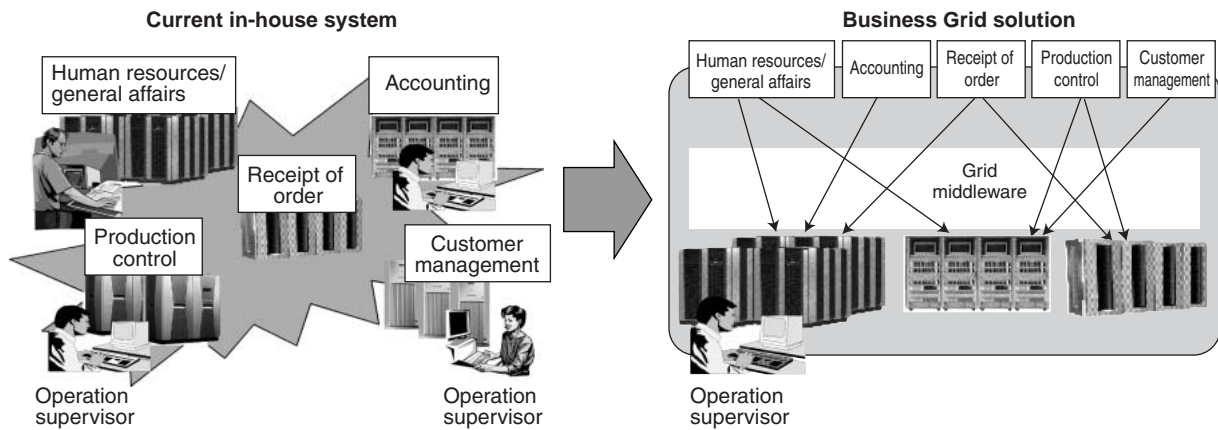 Current in-house system
Human resources/
general affairs
Accounting
Receipt of
order
Production
control
Customer
management
Operation
supervisor
Operation
supervisor
Business Grid solution
Human resources/
general affairs
Accounting
Receipt of
order
Production
control
Customer
management
Grid
middleware
Operation
supervisor